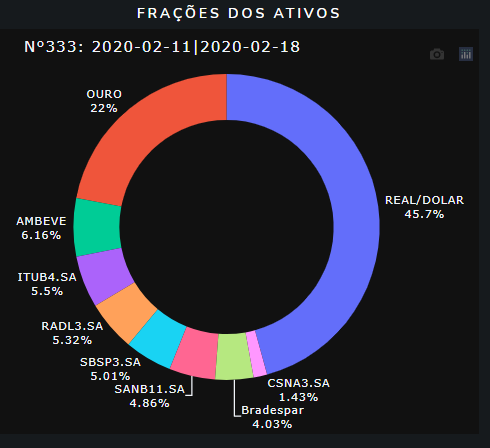 FRAÇÕES DOS ATIVOS
Nº333: 2020-02-11|2020-02-18
OURO
22%
REAL/DOLAR
45.7%
AMBEVE
6.16%
ITUB4.SA
5.5%
RADL3.SA
5.32%
SBSP3.SA
5.01%
SANB11.SA
4.86%
CSNA3.SA
1.43%
Bradespar
4.03%